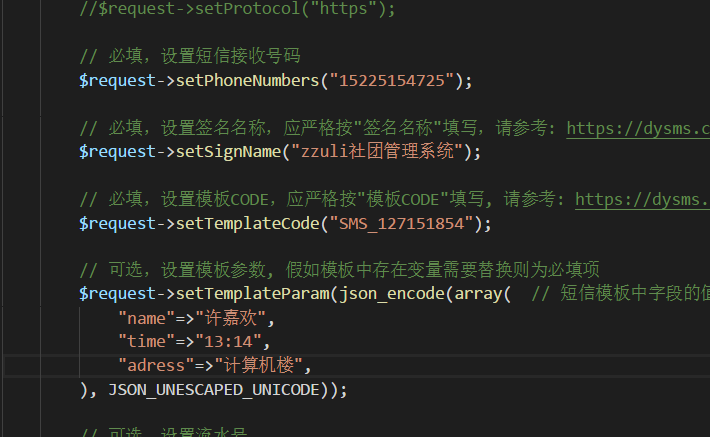 //$request->setProtocol("https");
// 必填，设置短信接收号码
$request->setPhoneNumbers("15225154725");
// 必填，设置签名名称，应严格按"签名名称"填写，请参考: https://dysms.c
$request->setSignName("zzuli社团管理系统");
// 必填，设置模板CODE，应严格按"模板CODE"填写, 请参考: https://dysms.
$request->setTemplateCode("SMS_127151854");
// 可选，设置模板参数, 假如模板中存在变量需要替换则为必填项
$request->setTemplateParam(json_encode(array(  // 短信模板中字段的值
"name"=>"许嘉欢",
"time"=>"13:14",
"adress"=>"计算机楼",
), JSON_UNESCAPED_UNICODE));
// 可选，设置流水号